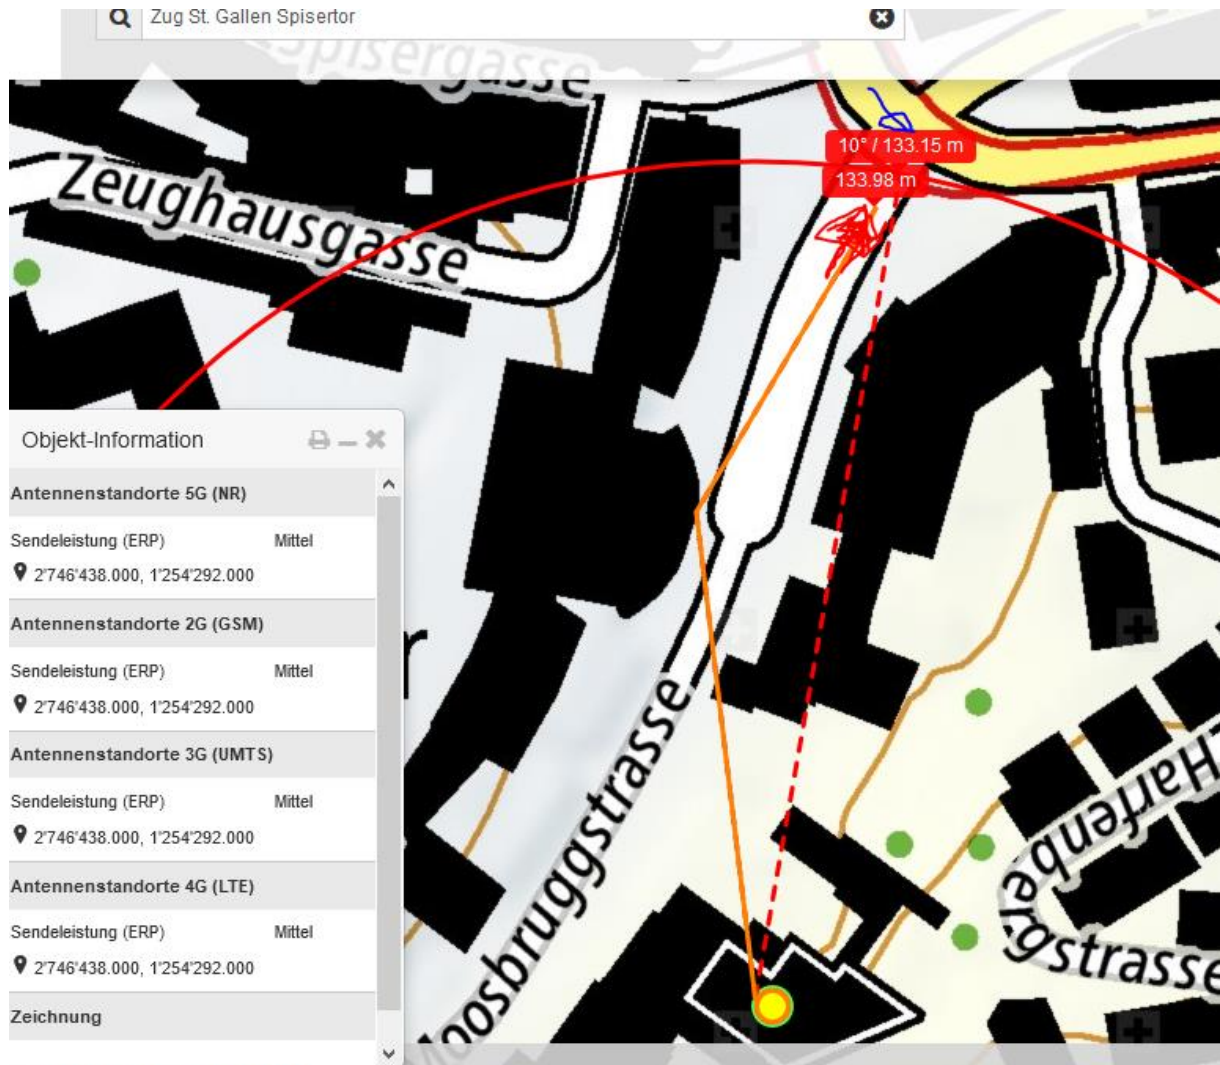 Zug St. Gallen Spisertor
Spisergasse
10° / 133.15 m
133.98 m
Zeughausgasse
Objekt-Information
Antennenstandorte 5G (NR)
Sendeleistung (ERP) Mittel
2'746'438.000, 1'254'292.000
Antennenstandorte 2G (GSM)
Sendeleistung (ERP) Mittel
2'746'438.000, 1'254'292.000
Antennenstandorte 3G (UMTS)
Sendeleistung (ERP) Mittel
2'746'438.000, 1'254'292.000
Antennenstandorte 4G (LTE)
Sendeleistung (ERP) Mittel
2'746'438.000, 1'254'292.000
Zeichnung
Moosbruggstrasse
Harfenbergstrasse